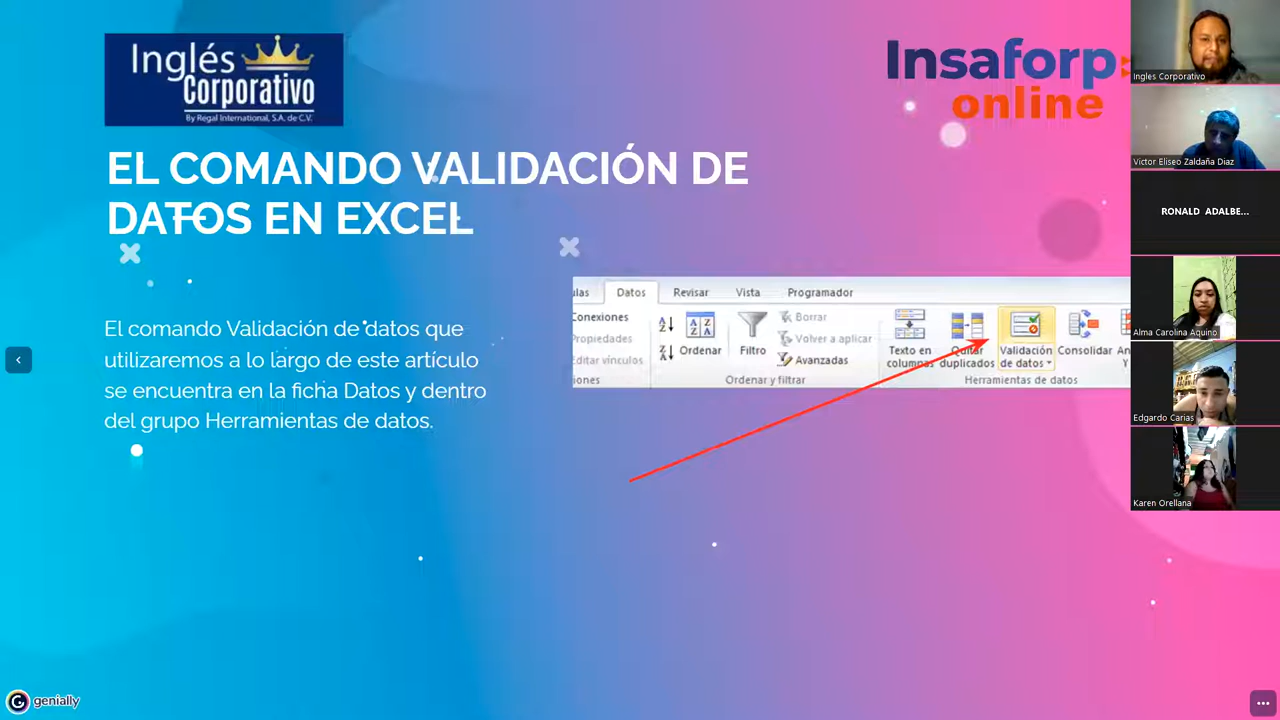 Inglés
Corporativo
By Regal International, S.A. de C.V.
Insaforp
online
EL COMANDO VALIDACIÓN DE
DATOS EN EXCEL
El comando Validación de datos que
utilizaremos a lo largo de este artículo
se encuentra en la ficha Datos y dentro
del grupo Herramientas de datos.
ulas Datos Revisar Vista Programador
Conexiones
Propiedades
Editar vínculos
iones
Ordenar
Filtro
Borrar
Volver a aplicar
Avanzadas
Ordenar y filtrar
Texto en
columnas
Quitar
duplicados
Validación
de datos
Consolidar
An
Y
Herramientas de datos
Ingles Corporativo
Victor Eliseo Zaldaña Diaz
RONALD ADALBE...
Alma Carolina Aquino
Edgardo Carias
Karen Orellana
genially